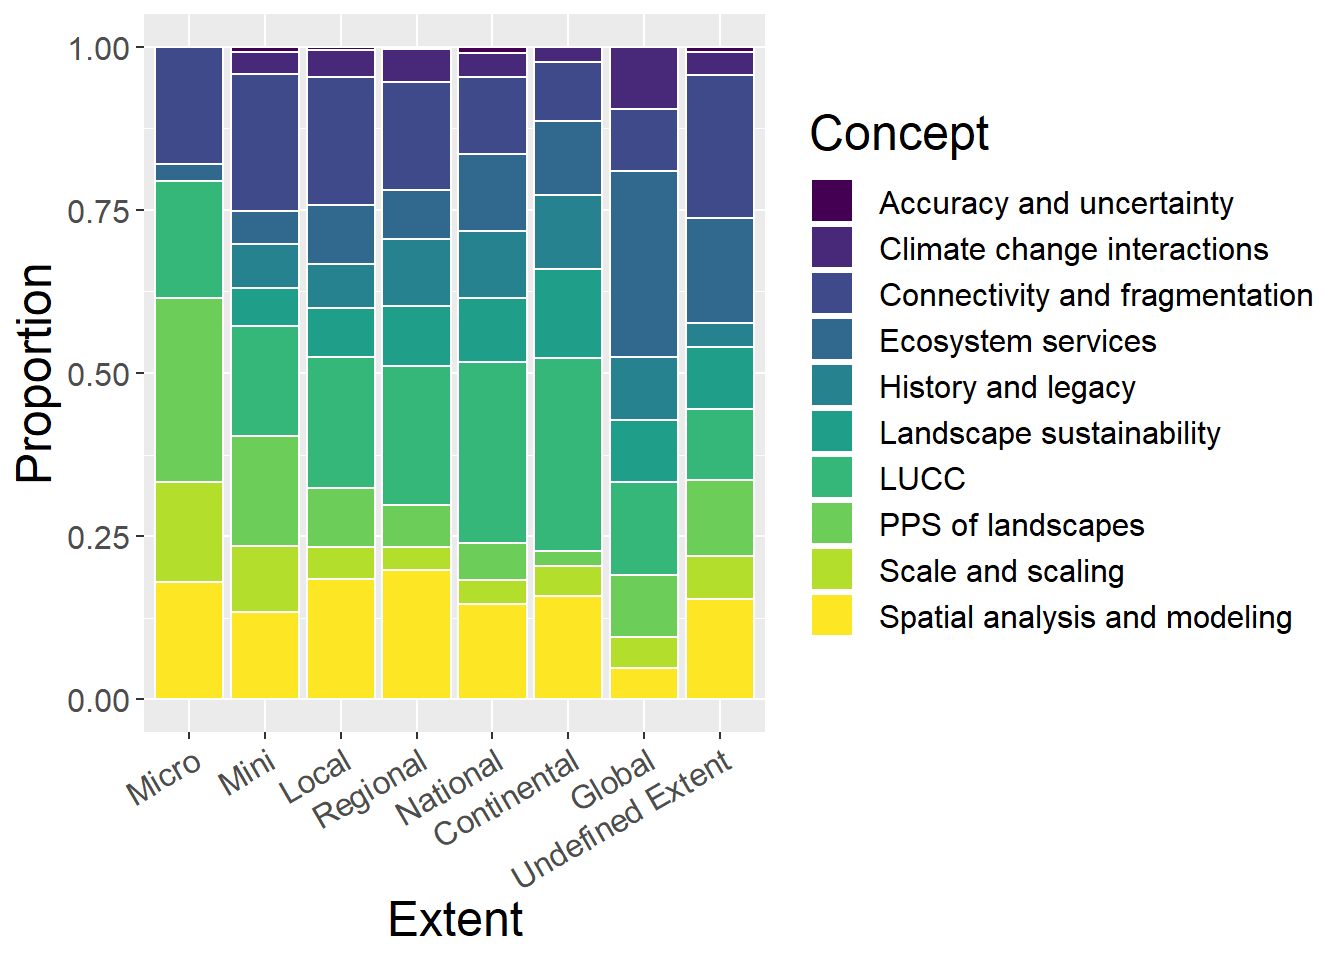 1.00
0.75
0.50
0.25
0.00
Proportion
Micro
Mini
Local
Regional
National
Continental
Global
Undefined Extent
Extent
Concept
Accuracy and uncertainty
Climate change interactions
Connectivity and fragmentation
Ecosystem services
History and legacy
Landscape sustainability
LUCC
PPS of landscapes
Scale and scaling
Spatial analysis and modeling